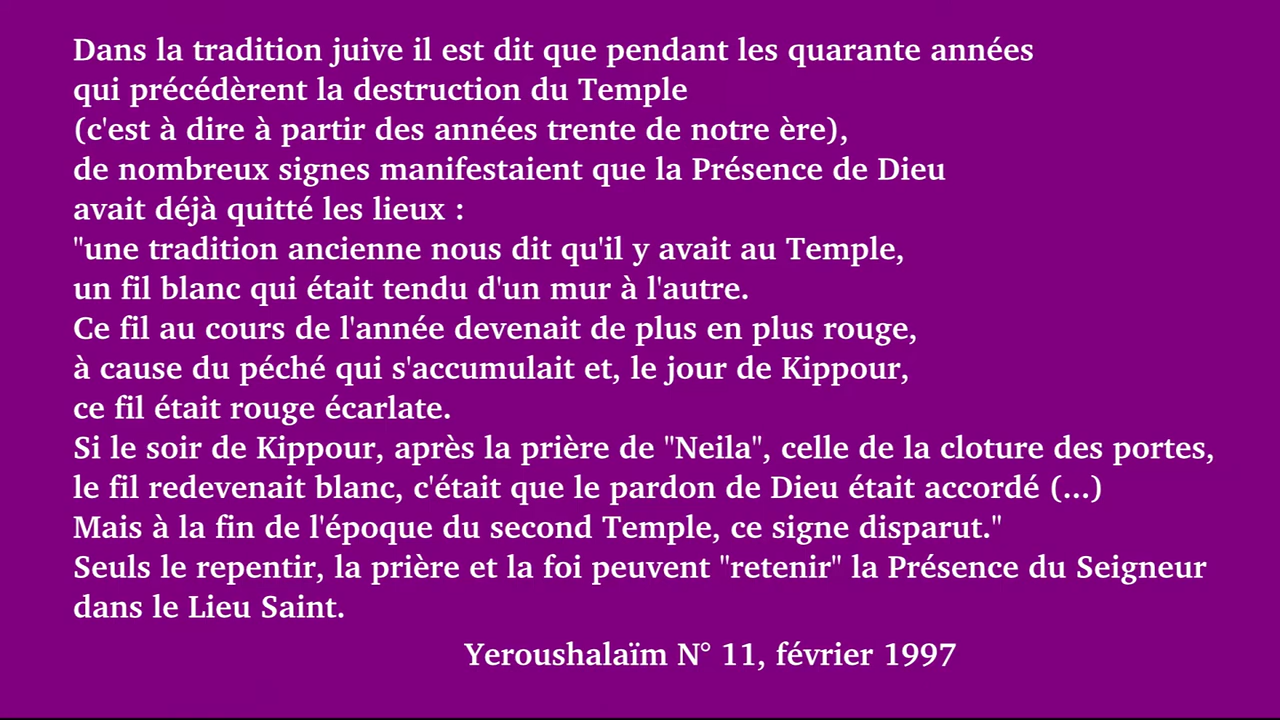 Dans la tradition juive il est dit que pendant les quarante années
qui précédèrent la destruction du Temple
(c'est à dire à partir des années trente de notre ère),
de nombreux signes manifestaient que la Présence de Dieu
avait déjà quitté les lieux :
"une tradition ancienne nous dit qu'il y avait au Temple,
un fil blanc qui était tendu d'un mur à l'autre.
Ce fil au cours de l'année devenait de plus en plus rouge,
à cause du péché qui s'accumulait et, le jour de Kippour,
ce fil était rouge écarlate.
Si le soir de Kippour, après la prière de "Neila", celle de la cloture des portes,
le fil redevenait blanc, c'était que le pardon de Dieu était accordé (...)
Mais à la fin de l'époque du second Temple, ce signe disparut."
Seuls le repentir, la prière et la foi peuvent "retenir" la Présence du Seigneur
dans le Lieu Saint.
Yeroushalaïm N° 11, février 1997